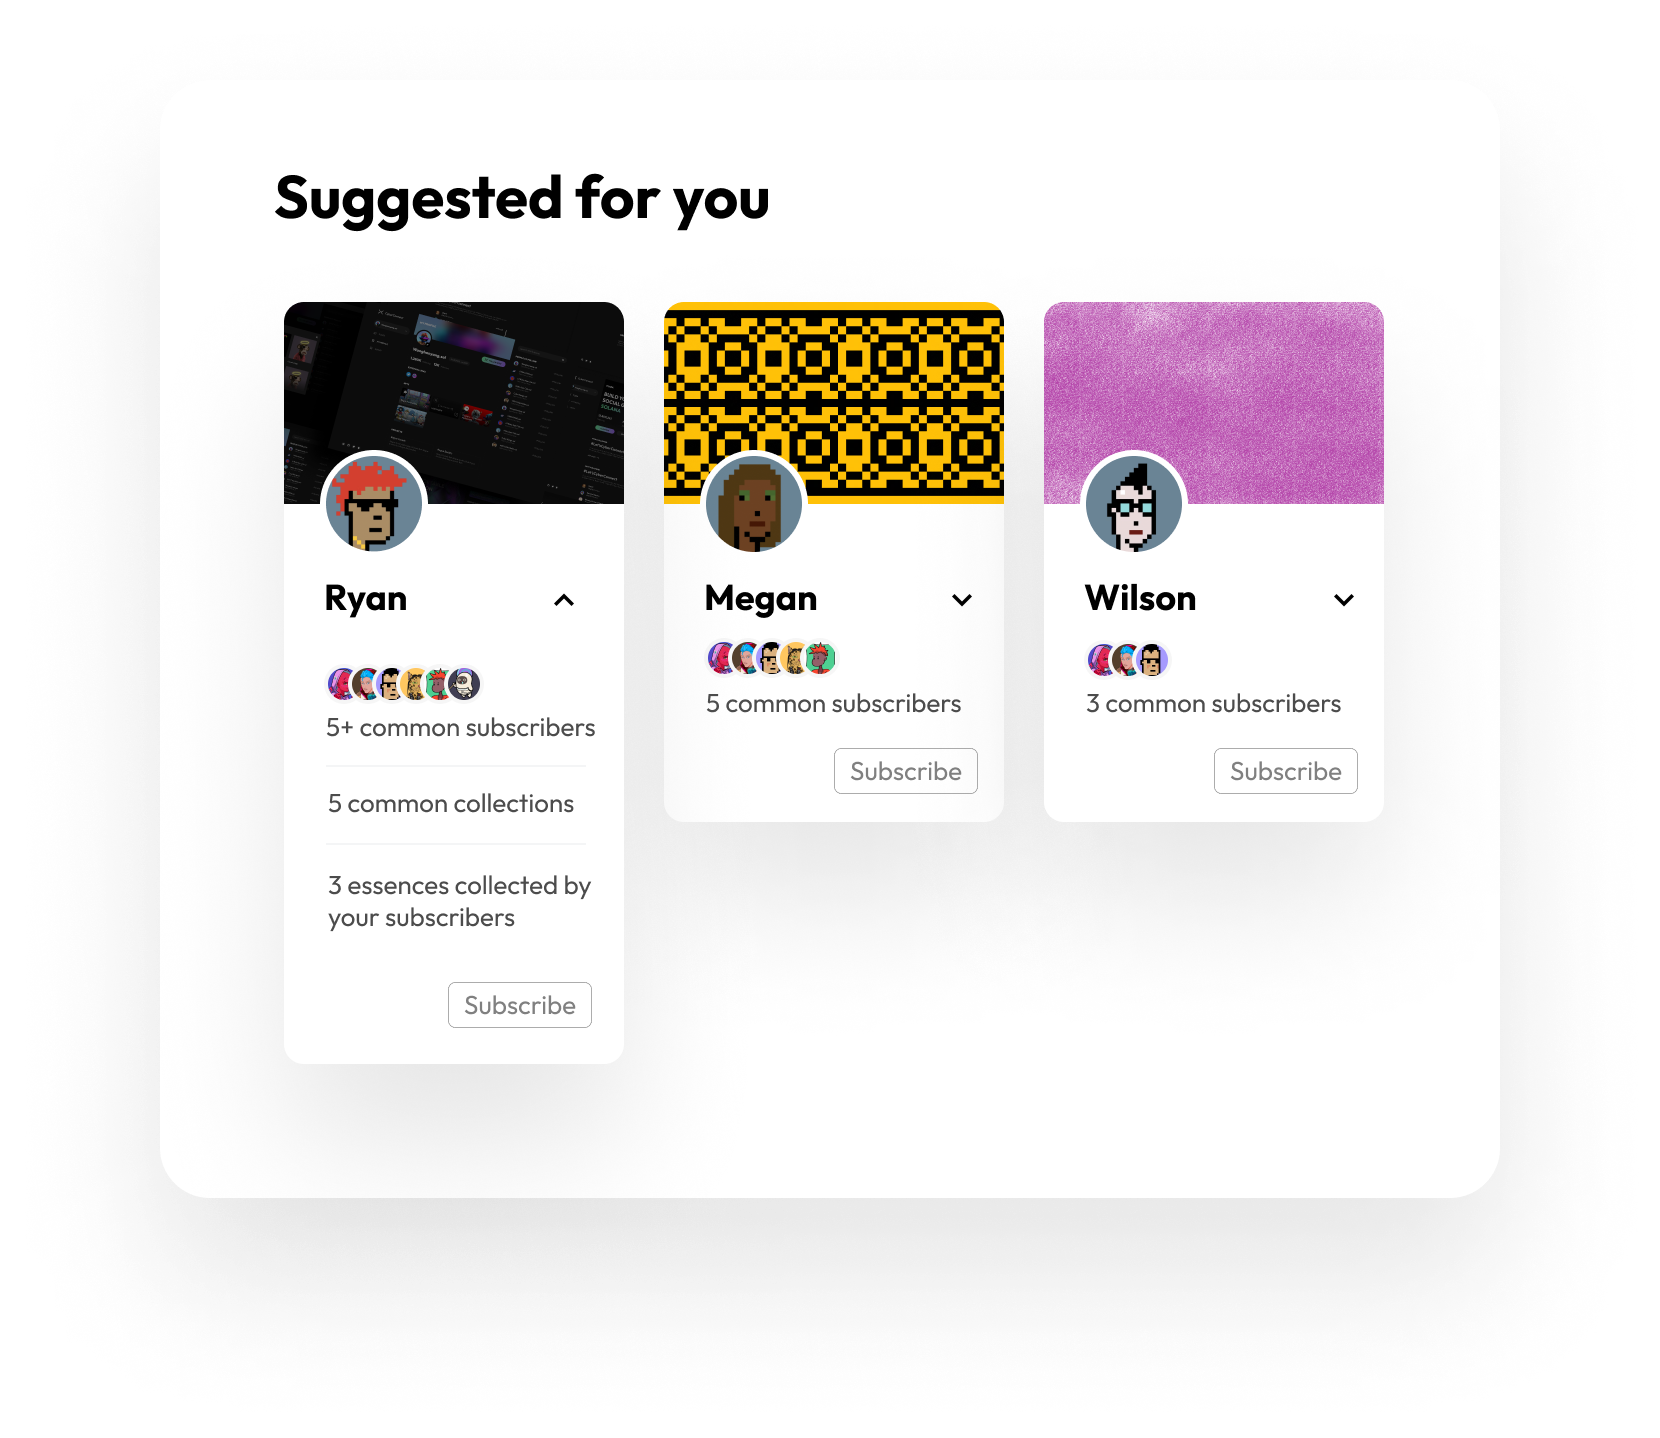 Suggested for you
Ryan
5+ common subscribers
5 common collections
3 essences collected by
your subscribers
Subscribe
Megan
5 common subscribers
Subscribe
Wilson
3 common subscribers
Subscribe